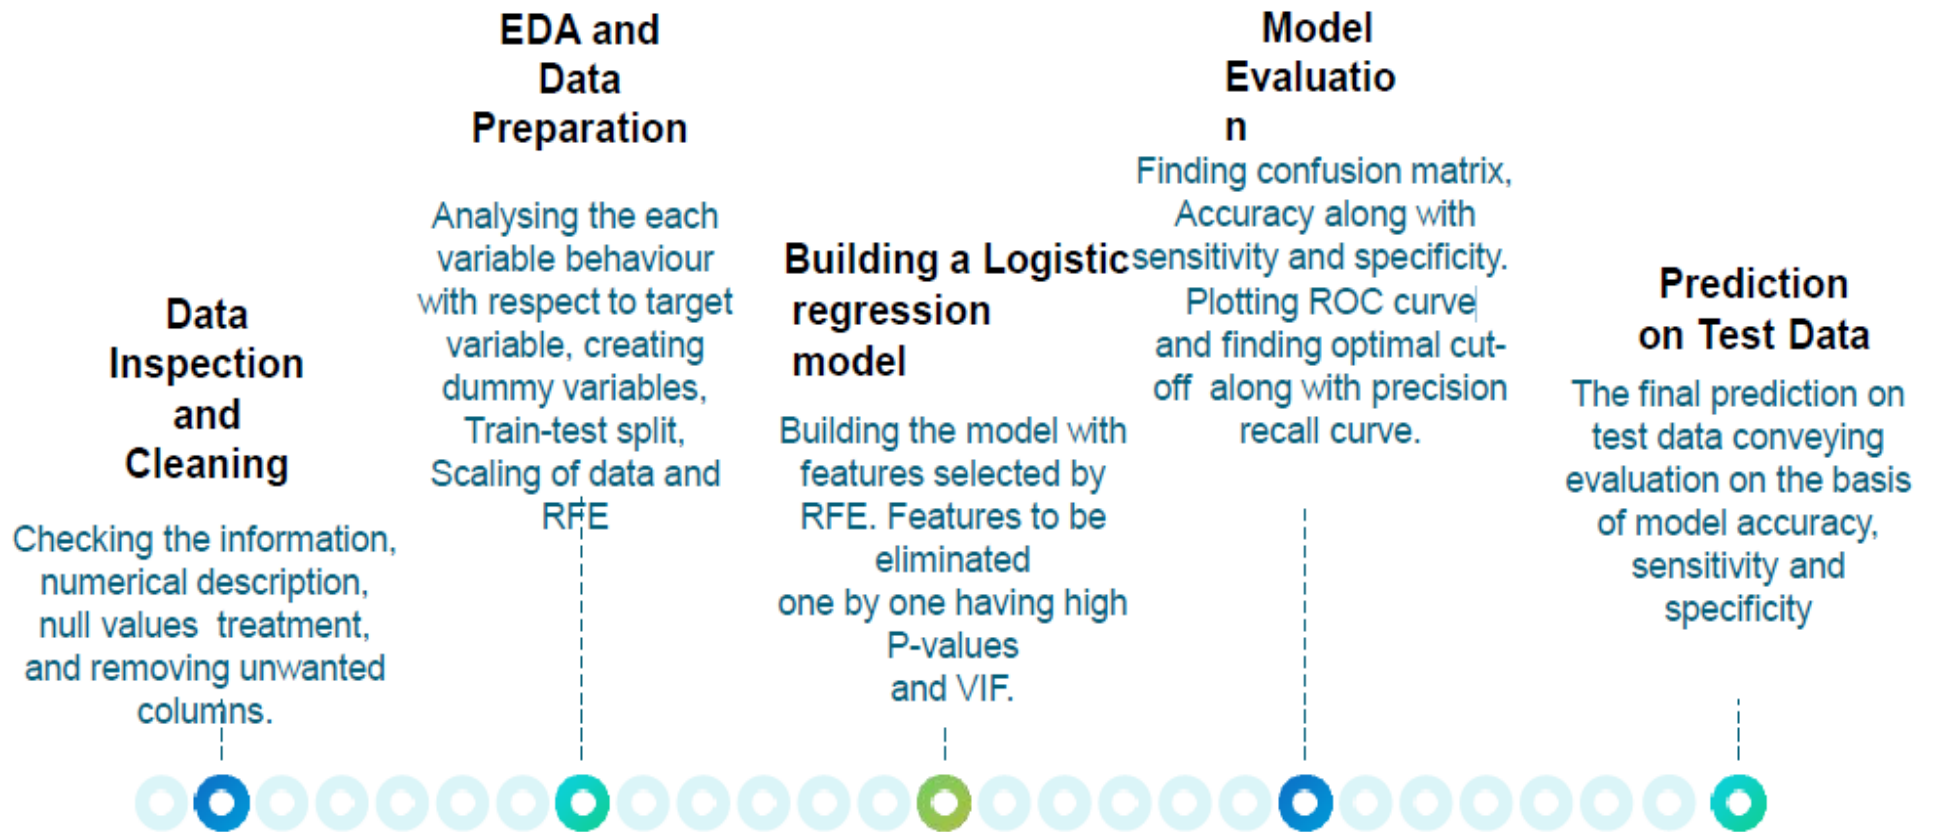 Data
Inspection
and
Cleaning
Checking the information,
numerical description,
null values  treatment,
and removing unwanted
columns.
EDA and
Data
Preparation
Analysing the each
variable behaviour
with respect to target
variable, creating
dummy variables,
Train-test split,
Scaling of data and
RFE
Building a Logistic
regression
model
Building the model with
features selected by
RFE. Features to be
eliminated
one by one having high
P-values
and VIF.
Model
Evaluatio
n
Finding confusion matrix,
Accuracy along with
sensitivity and specificity.
Plotting ROC curve
and finding optimal cut-
off  along with precision
recall curve.
Prediction
on Test Data
The final prediction on
test data conveying
evaluation on the basis
of model accuracy,
sensitivity and
specificity